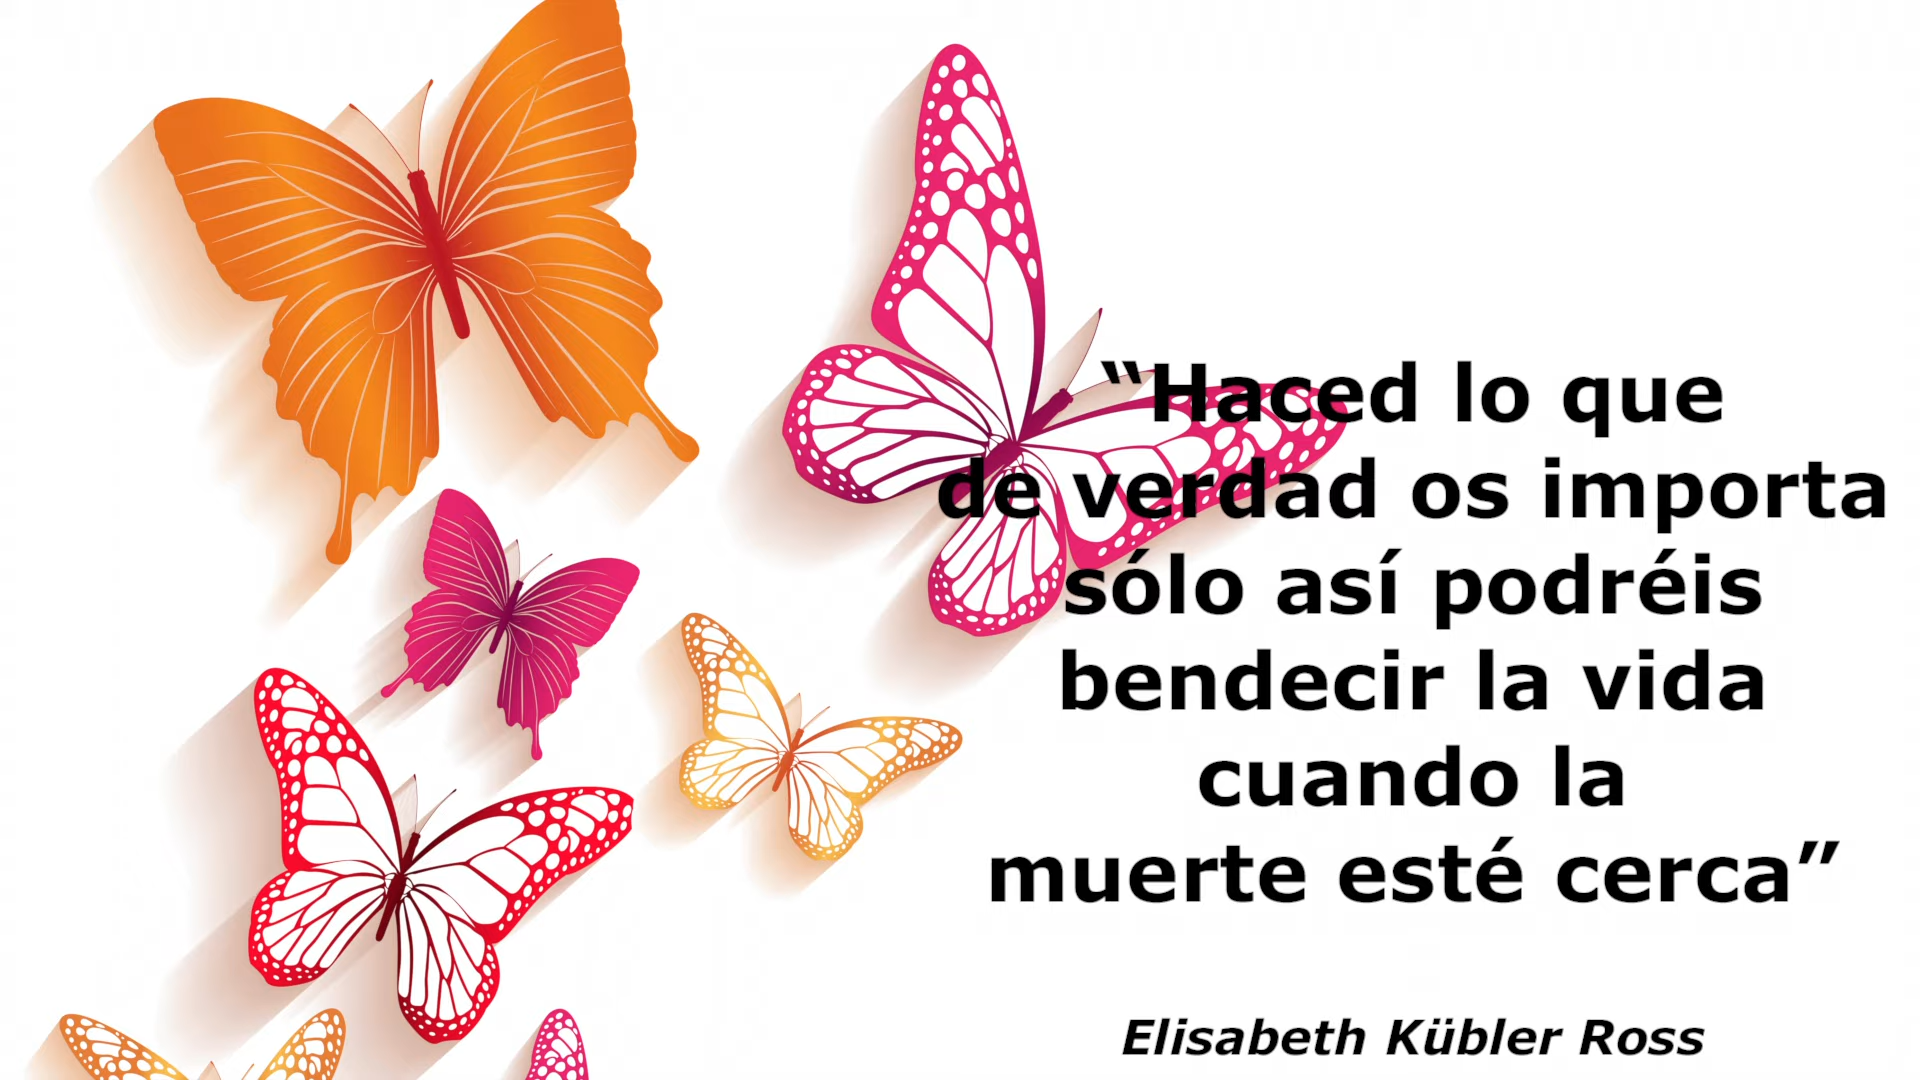 “Haced lo que
de verdad os importa
sólo así podréis
bendecir la vida
cuando la
muerte esté cerca”
Elisabeth Kübler Ross